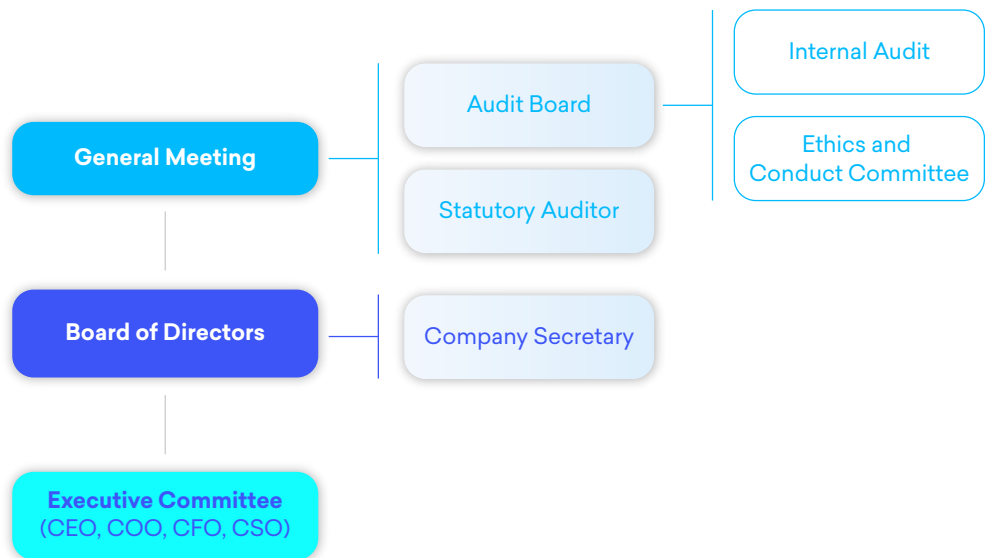 General Meeting
Audit Board
Internal Audit
Ethics and
Conduct Committee
Statutory Auditor
Board of Directors
Company Secretary
Executive Committee
(CEO, COO, CFO, CSO)